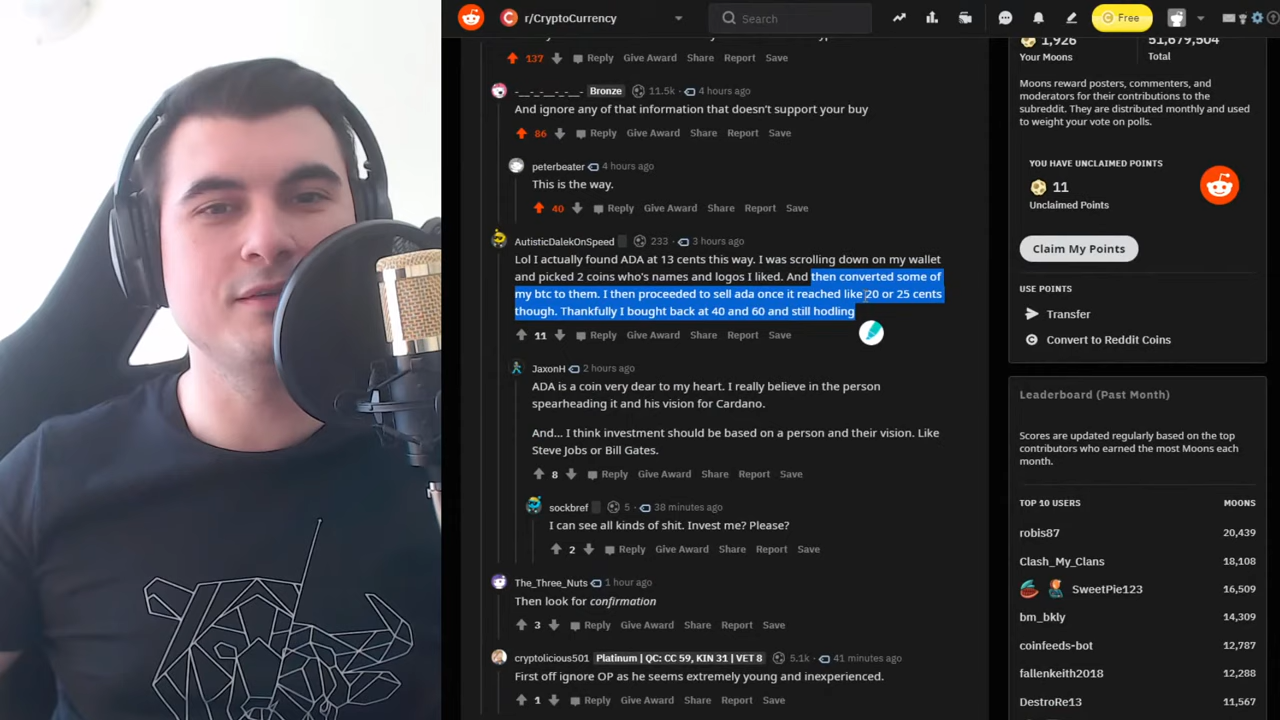 r/CryptoCurrency
Search
Free
137 Reply Give Award Share Report Save
-__-_-__-_-__- Bronze 11.5k · 4 hours ago
And ignore any of that information that doesn't support your buy
86 Reply Give Award Share Report Save
peterbeater 4 hours ago
This is the way.
40 Reply Give Award Share Report Save
AutisticDalekOnSpeed 233 · 3 hours ago
Lol I actually found ADA at 13 cents this way. I was scrolling down on my wallet
and picked 2 coins who's names and logos I liked. And then converted some of
my btc to them. I then proceeded to sell ada once it reached like 20 or 25 cents
though. Thankfully I bought back at 40 and 60 and still hodling
11 Reply Give Award Share Report Save
JaxonH 2 hours ago
ADA is a coin very dear to my heart. I really believe in the person
spearheading it and his vision for Cardano.
And... I think investment should be based on a person and their vision. Like
Steve Jobs or Bill Gates.
8 Reply Give Award Share Report Save
sockbref 5 · 38 minutes ago
I can see all kinds of shit. Invest me? Please?
2 Reply Give Award Share Report Save
The_Three_Nuts 1 hour ago
Then look for confirmation
3 Reply Give Award Share Report Save
cryptolicious501 Platinum | QC: CC 59, KIN 31 | VET 8 5.1k · 41 minutes ago
First off ignore OP as he seems extremely young and inexperienced.
1 Reply Give Award Share Report Save
1,926 51,679,504
Your Moons Total
Moons reward posters, commenters, and
moderators for their contributions to the
subreddit. They are distributed monthly and used
to weight your vote on polls.
YOU HAVE UNCLAIMED POINTS
11
Unclaimed Points
Claim My Points
USE POINTS
Transfer
Convert to Reddit Coins
Leaderboard (Past Month)
Scores are updated regularly based on the top
contributors who earned the most Moons each
month.
TOP 10 USERS MOONS
robis87 20,439
Clash_My_Clans 18,108
SweetPie123 16,509
bm_bkly 14,309
coinfeeds-bot 12,787
fallenkeith2018 12,288
DestroRe13 11,567